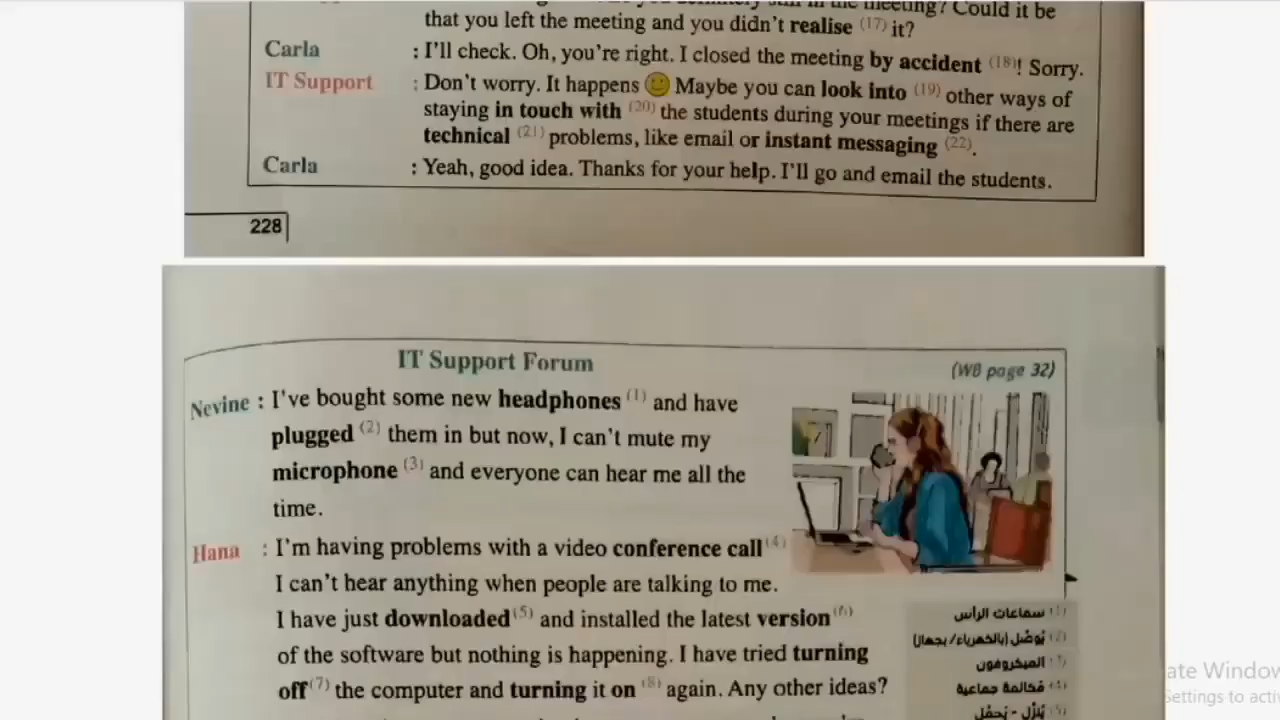 the meeting? Could it be
that you left the meeting and you didn't realise (17) it?
Carla : I'll check. Oh, you're right. I closed the meeting by accident (18)! Sorry.
IT Support : Don't worry. It happens Maybe you can look into (19) other ways of
staying in touch with (20) the students during your meetings if there are
technical (21) problems, like email or instant messaging (22).
Carla : Yeah, good idea. Thanks for your help. I'll go and email the students.
228
IT Support Forum
(WB page 32)
Nevine : I've bought some new headphones (1) and have
plugged (2) them in but now, I can't mute my
microphone (3) and everyone can hear me all the
time.
Hana : I'm having problems with a video conference call (4)
I can't hear anything when people are talking to me.
I have just downloaded (5) and installed the latest version (6)
of the software but nothing is happening. I have tried turning
off (7) the computer and turning it on (8) again. Any other ideas?
(1) سماعات الرأس
(2) يُوصّل (بالكهرباء/بجهاز)
(3) الميكروفون
(4) مكالمة جماعية
(5) يُنزّل - يُحمّل
ate Window
Settings to acti